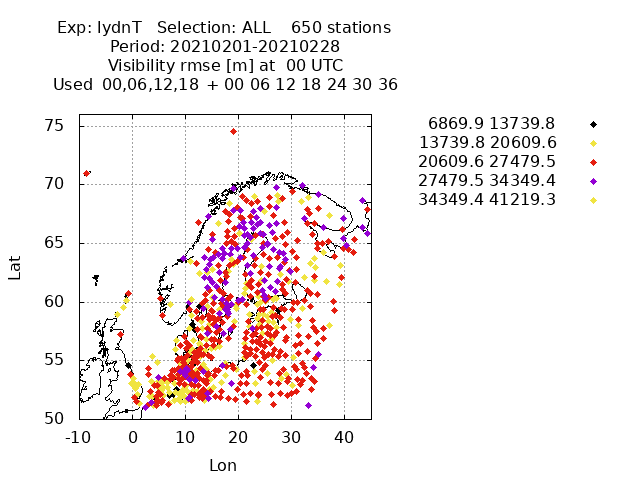 Exp: IydnT   Selection: ALL    650 stations
Period: 20210201-20210228
Visibility rmse [m] at  00 UTC
Used  00,06,12,18  + 00 06 12 18 24 30 36
6869.9 13739.8
13739.8 20609.6
20609.6 27479.5
27479.5 34349.4
34349.4 41219.3
75
70
65
60
55
50
Lat
-10 0 10 20 30 40
Lon